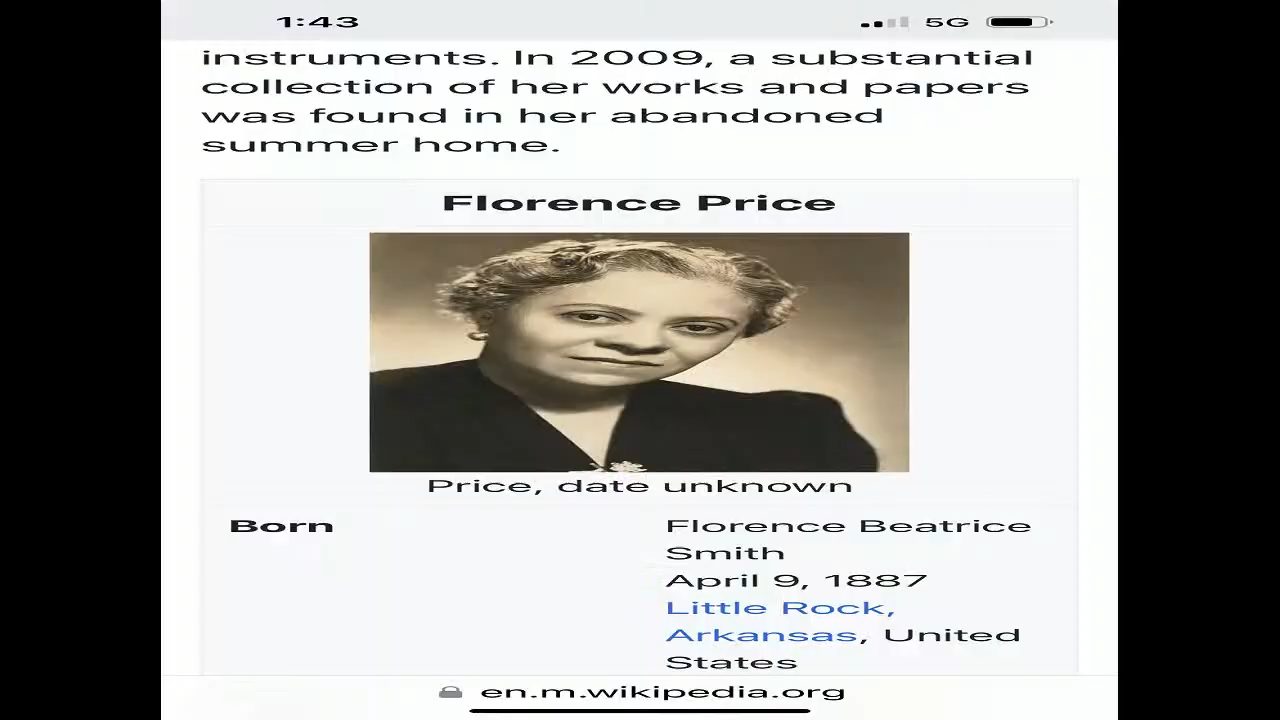 1:43 5G
instruments. In 2009, a substantial
collection of her works and papers
was found in her abandoned
summer home.
Florence Price
Price, date unknown
Born Florence Beatrice
Smith
April 9, 1887
Little Rock,
Arkansas, United
States
en.m.wikipedia.org